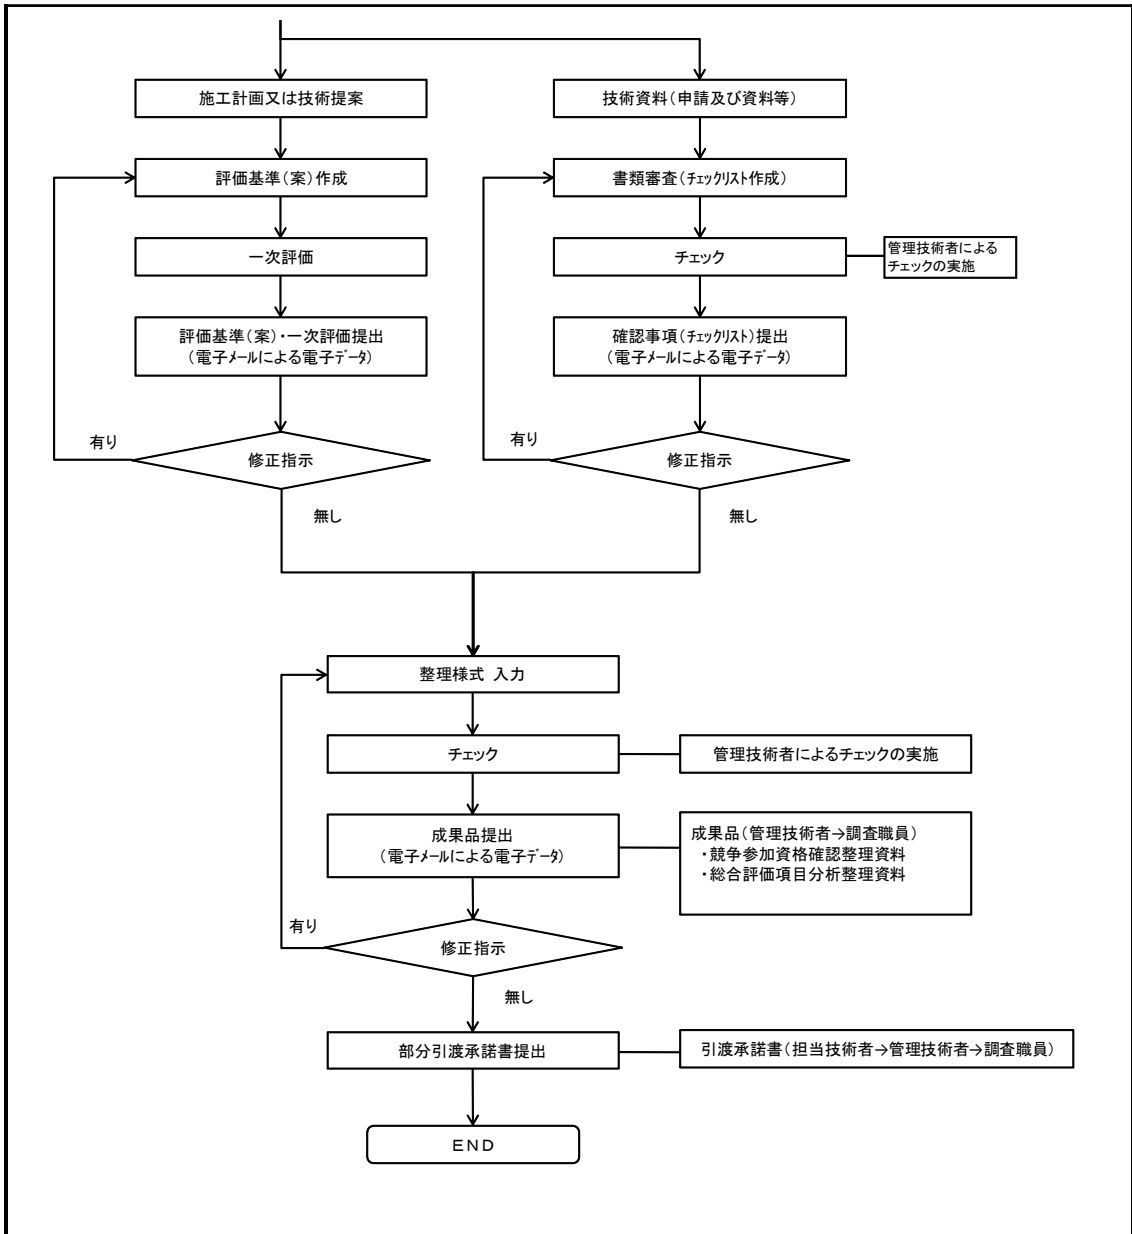 施工計画又は技術提案
技術資料（申請及び資料等）
評価基準（案）作成
書類審査（ﾁｪｯｸﾘｽﾄ作成）
一次評価
チェック
管理技術者による
チェックの実施
評価基準（案）・一次評価提出
（電子ﾒｰﾙによる電子ﾃﾞｰﾀ）
確認事項（ﾁｪｯｸﾘｽﾄ）提出
（電子ﾒｰﾙによる電子ﾃﾞｰﾀ）
有り
修正指示
無し
有り
修正指示
無し
整理様式 入力
チェック
管理技術者によるチェックの実施
成果品提出
（電子ﾒｰﾙによる電子ﾃﾞｰﾀ）
成果品（管理技術者→調査職員）
・競争参加資格確認整理資料
・総合評価項目分析整理資料
有り
修正指示
無し
部分引渡承諾書提出
引渡承諾書（担当技術者→管理技術者→調査職員）
ＥＮＤ